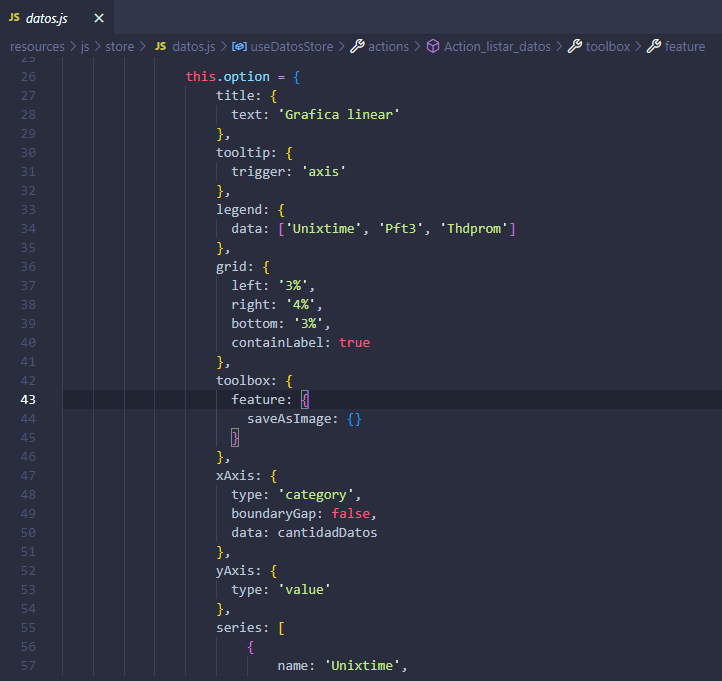 JS datos.js ×
resources > js > store > JS datos.js > useDatosStore > actions > Action_listar_datos > toolbox > feature
25
26 this.option = {
27 title: {
28 text: 'Grafica linear'
29 },
30 tooltip: {
31 trigger: 'axis'
32 },
33 legend: {
34 data: ['Unixtime', 'Pft3', 'Thdprom']
35 },
36 grid: {
37 left: '3%',
38 right: '4%',
39 bottom: '3%',
40 containLabel: true
41 },
42 toolbox: {
43 feature: {
44 saveAsImage: {}
45 }
46 },
47 xAxis: {
48 type: 'category',
49 boundaryGap: false,
50 data: cantidadDatos
51 },
52 yAxis: {
53 type: 'value'
54 },
55 series: [
56 {
57 name: 'Unixtime',